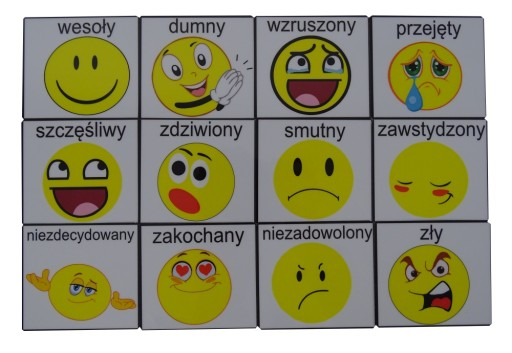 wesoły dumny wzruszony przejęty
szczęśliwy zdziwiony smutny zawstydzony
niezdecydowany zakochany niezadowolony zły